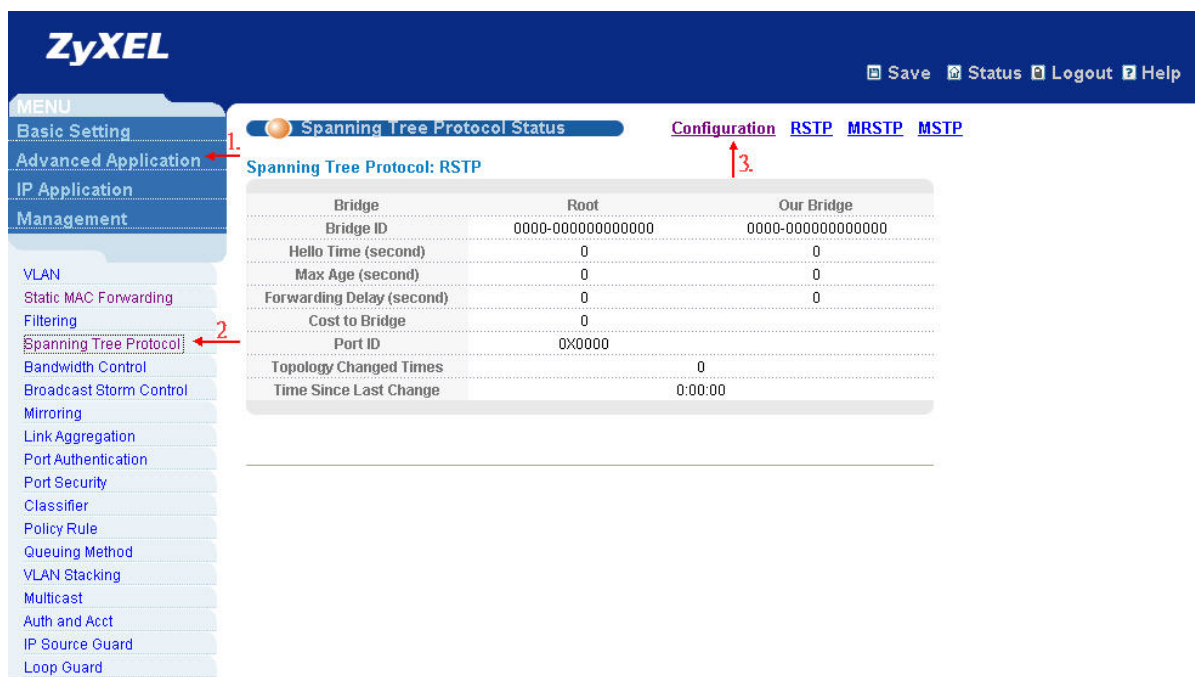 ZyXEL
Save Status Logout Help
MENU
Basic Setting
Advanced Application
IP Application
Management
VLAN
Static MAC Forwarding
Filtering
Spanning Tree Protocol
Bandwidth Control
Broadcast Storm Control
Mirroring
Link Aggregation
Port Authentication
Port Security
Classifier
Policy Rule
Queuing Method
VLAN Stacking
Multicast
Auth and Acct
IP Source Guard
Loop Guard
1.
2.
Spanning Tree Protocol Status
Configuration RSTP MRSTP MSTP
3.
Spanning Tree Protocol: RSTP
Bridge Root Our Bridge
Bridge ID 0000-000000000000 0000-000000000000
Hello Time (second) 0 0
Max Age (second) 0 0
Forwarding Delay (second) 0 0
Cost to Bridge 0
Port ID 0X0000
Topology Changed Times 0
Time Since Last Change 0:00:00